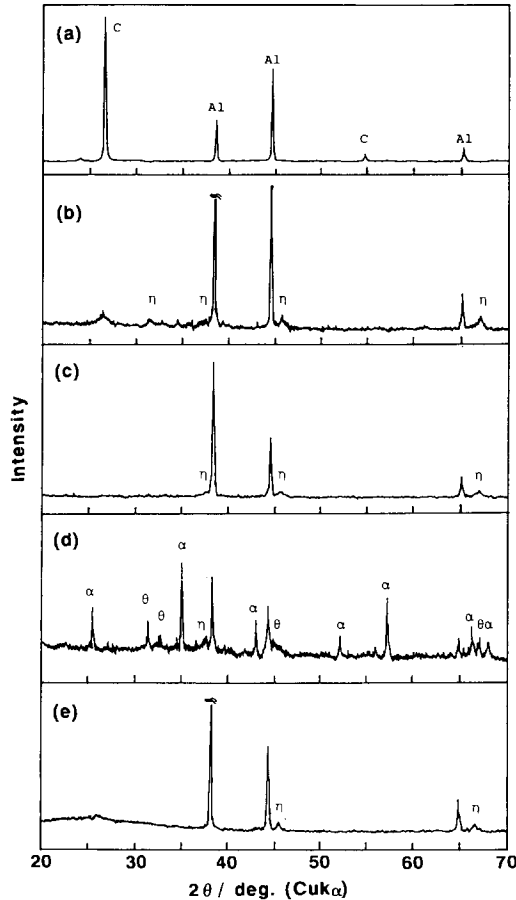 (a)
C
Al
Al
C
Al
(b)
η
η
η
η
(c)
η
η
η
(d)
α
θ
θ
α
η
α
θ
α
α
α
θα
(e)
η
η
20 30 40 50 60 70
2θ / deg. (Cukα)
Intensity